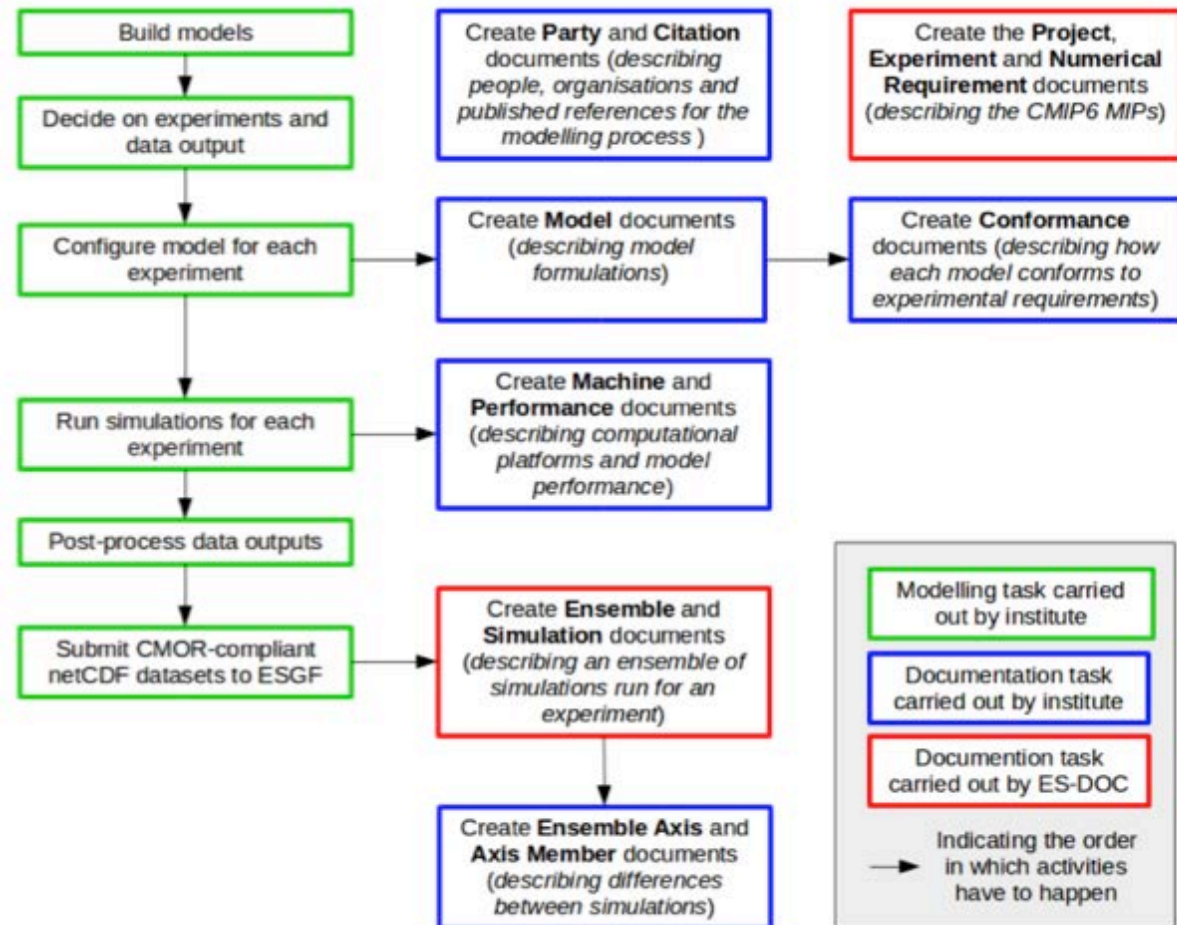 Build models
Decide on experiments and
data output
Configure model for each
experiment
Run simulations for each
experiment
Post-process data outputs
Submit CMOR-compliant
netCDF datasets to ESGF
Create Party and Citation
documents (describing
people, organisations and
published references for the
modelling process )
Create Model documents
(describing model
formulations)
Create Machine and
Performance documents
(describing computational
platforms and model
performance)
Create Ensemble and
Simulation documents
(describing an ensemble of
simulations run for an
experiment)
Create Ensemble Axis and
Axis Member documents
(describing differences
between simulations)
Create the Project,
Experiment and Numerical
Requirement documents
(describing the CMIP6 MIPs)
Create Conformance
documents (describing how
each model conforms to
experimental requirements)
Modelling task carried
out by institute
Documentation task
carried out by institute
Documention task
carried out by ES-DOC
Indicating the order
in which activities
have to happen